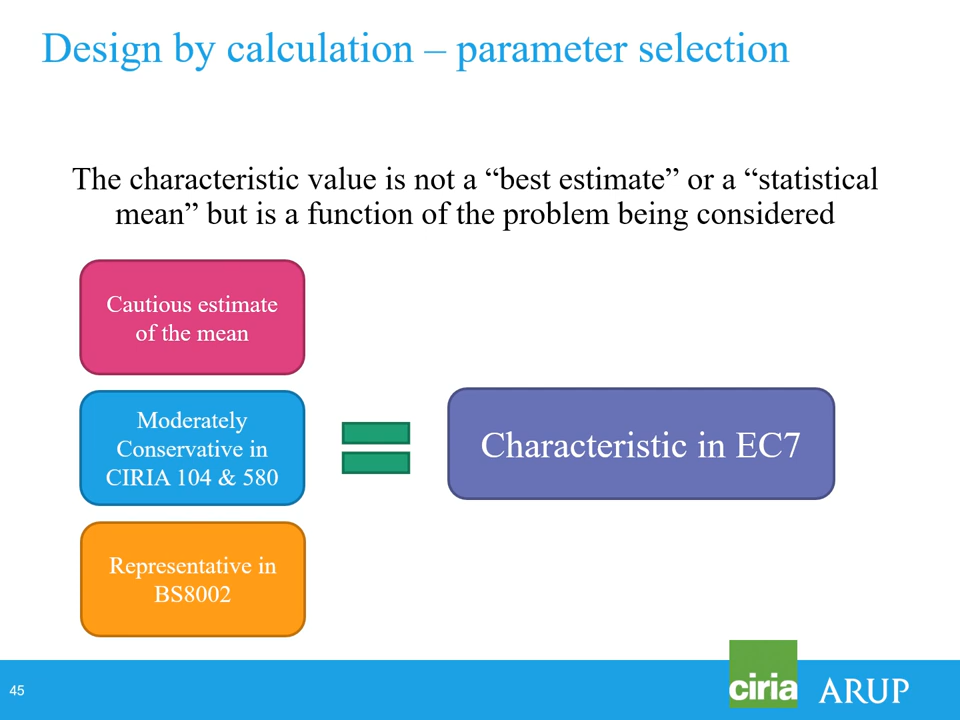 Design by calculation – parameter selection
The characteristic value is not a “best estimate” or a “statistical
mean” but is a function of the problem being considered
Cautious estimate
of the mean
Moderately
Conservative in
CIRIA 104 & 580
Representative in
BS8002
Characteristic in EC7
45
ciria
ARUP